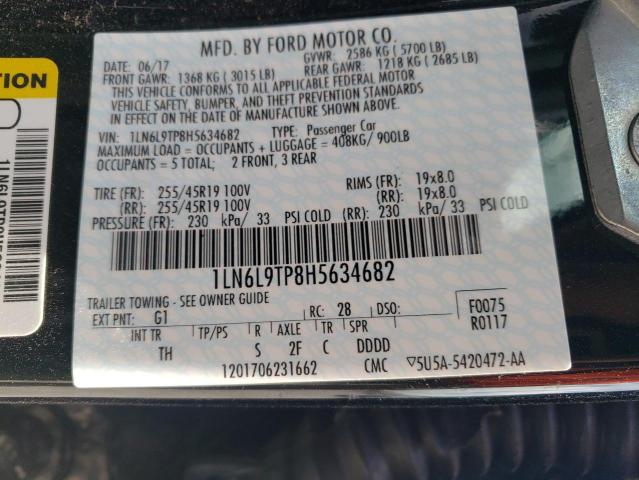 MFD. BY FORD MOTOR CO.
DATE: 06/17 GVWR: 2586 KG ( 5700 LB)
FRONT GAWR: 1368 KG ( 3015 LB) REAR GAWR: 1218 KG ( 2685 LB)
THIS VEHICLE CONFORMS TO ALL APPLICABLE FEDERAL MOTOR
VEHICLE SAFETY, BUMPER, AND THEFT PREVENTION STANDARDS
IN EFFECT ON THE DATE OF MANUFACTURE SHOWN ABOVE.
VIN: 1LN6L9TP8H5634682 TYPE: Passenger Car
MAXIMUM LOAD = OCCUPANTS + LUGGAGE = 408KG/ 900LB
OCCUPANTS = 5 TOTAL; 2 FRONT, 3 REAR
TIRE (FR): 255/45R19 100V RIMS (FR): 19x8.0
(RR): 255/45R19 100V (RR): 19x8.0
PRESSURE (FR): 230 kPa/ 33 PSI COLD (RR): 230 kPa/ 33 PSI COLD
1LN6L9TP8H5634682
TRAILER TOWING - SEE OWNER GUIDE
EXT PNT: G1 RC: 28 DSO: F0075
INT TR TP/PS R AXLE TR SPR R0117
TH S 2F C DDDD
1201706231662 CMC ▽5U5A-5420472-AA